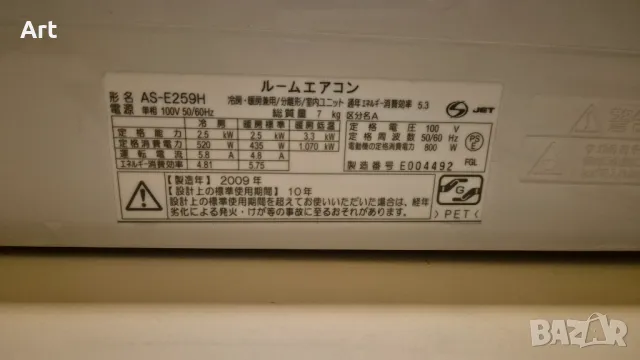 Art
ルームエアコン
形名 AS-E259H 冷房・暖房兼用/分離形/室内ユニット 通年エネルギー消費効率 5.3
電源 単相 100V 50/60Hz 総質量 7 kg 区分名A
JET
冷房 暖房標準 暖房低温
定格能力 2.5 kW 2.5 kW 3.3 kW
定格消費電力 520 W 435 W 1,070 W
運転電流 5.8 A 4.6 A
エネルギー消費効率 4.81 5.75
定格電圧 100 V
定格周波数 50/60 Hz
電動機の定格消費電力 800 W
PS E
FGL
製造番号 E004492
【製造年】2009年
【設計上の標準使用期間】10年
設計上の標準使用期間を超えてお使いいただいた場合は、経年
劣化による発火・けが等の事故に至るおそれがあります。
G
PET
bazar